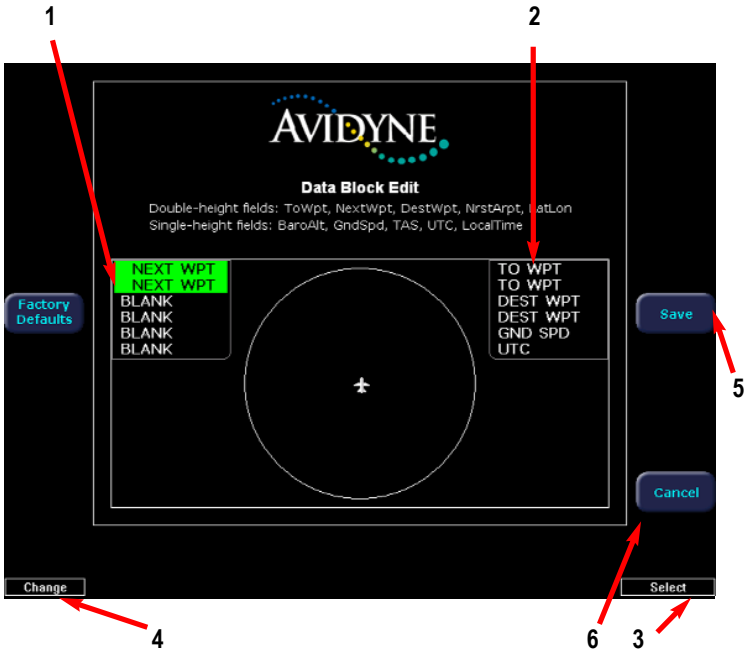 1
2
AVIDYNE
Data Block Edit
Double-height fields: ToWpt, NextWpt, DestWpt, NrstArpt, LatLon
Single-height fields: BaroAlt, GndSpd, TAS, UTC, LocalTime
NEXT WPT
NEXT WPT
BLANK
BLANK
BLANK
BLANK
TO WPT
TO WPT
DEST WPT
DEST WPT
GND SPD
UTC
Factory
Defaults
Save
5
Cancel
Change
Select
4
6
3